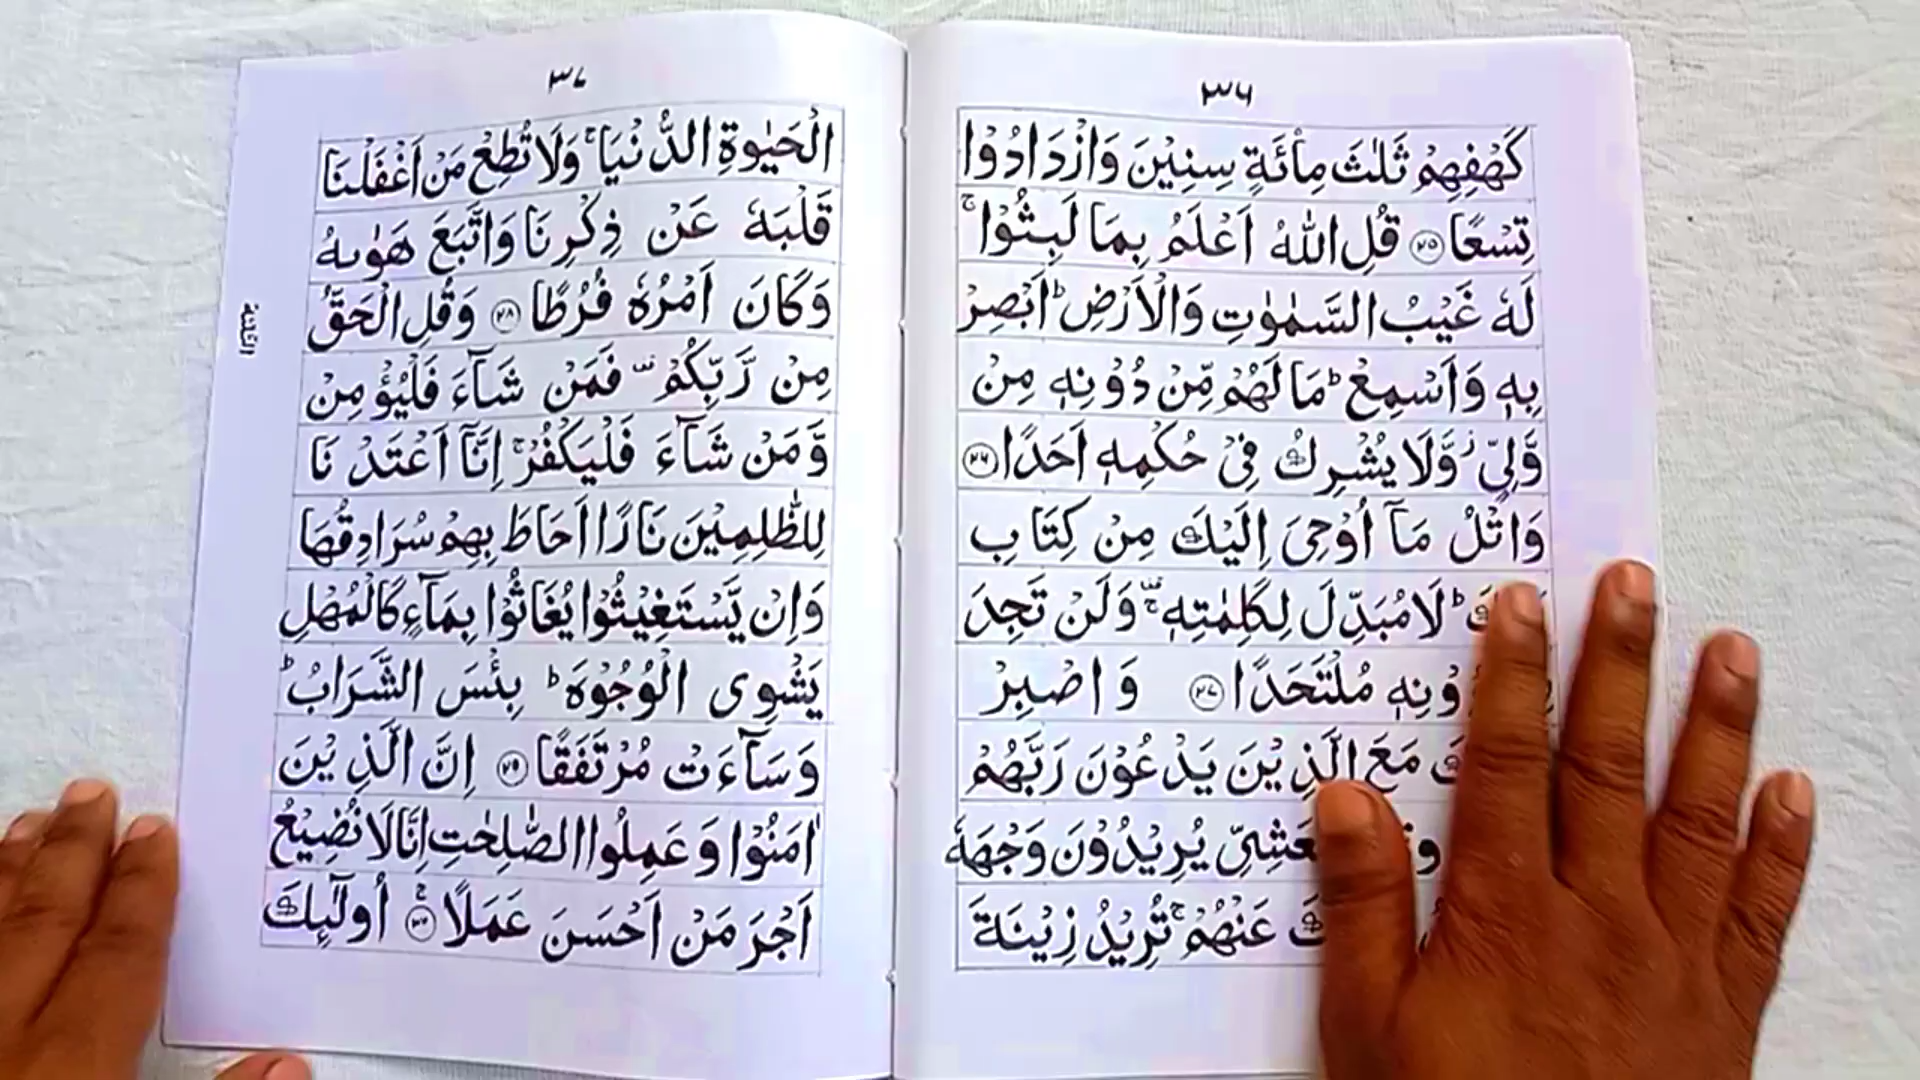 ٣٦
كَهْفِهِمْ ثَلٰثَ مِائَةٍ سِنِيْنَ وَازْدَادُوْا
تِسْعًا ۝٢٥ قُلِ اللّٰهُ اَعْلَمُ بِمَا لَبِثُوْا ۚ
لَهٗ غَيْبُ السَّمٰوٰتِ وَالْاَرْضِ ؕ اَبْصِرْ
بِهٖ وَاَسْمِعْ ؕ مَا لَهُمْ مِّنْ دُوْنِهٖ مِنْ
وَّلِيٍّ ؗ وَّلَا يُشْرِكُ فِيْ حُكْمِهٖ اَحَدًا ۝٢٦
وَاتْلُ مَاۤ اُوْحِيَ اِلَيْكَ مِنْ كِتَابِ
ؕ لَا مُبَدِّلَ لِكَلِمٰتِهٖ ۚ وَلَنْ تَجِدَ
دُوْنِهٖ مُلْتَحَدًا ۝٢٧ وَاصْبِرْ
مَعَ الَّذِيْنَ يَدْعُوْنَ رَبَّهُمْ
يُرِيْدُوْنَ وَجْهَهٗ
عَنْهُمْ ۚ تُرِيْدُ زِيْنَةَ
٣٧
الْحَيٰوةِ الدُّنْيَا ۚ وَلَا تُطِعْ مَنْ اَغْفَلْنَا
قَلْبَهٗ عَنْ ذِكْرِنَا وَاتَّبَعَ هَوٰىهُ
وَكَانَ اَمْرُهٗ فُرُطًا ۝٢٨ وَقُلِ الْحَقُّ
مِنْ رَّبِّكُمْ فَمَنْ شَآءَ فَلْيُؤْمِنْ
وَّمَنْ شَآءَ فَلْيَكْفُرْ ۚ اِنَّاۤ اَعْتَدْنَا
لِلظّٰلِمِيْنَ نَارًا اَحَاطَ بِهِمْ سُرَادِقُهَا
وَاِنْ يَّسْتَغِيْثُوْا يُغَاثُوْا بِمَآءٍ كَالْمُهْلِ
يَشْوِى الْوُجُوْهَ ؕ بِئْسَ الشَّرَابُ ؕ
وَسَآءَتْ مُرْتَفَقًا ۝٢٥ اِنَّ الَّذِيْنَ
اٰمَنُوْا وَعَمِلُوا الصّٰلِحٰتِ اِنَّا لَا نُضِيْعُ
اَجْرَ مَنْ اَحْسَنَ عَمَلًا ۚ اُولٰٓئِكَ